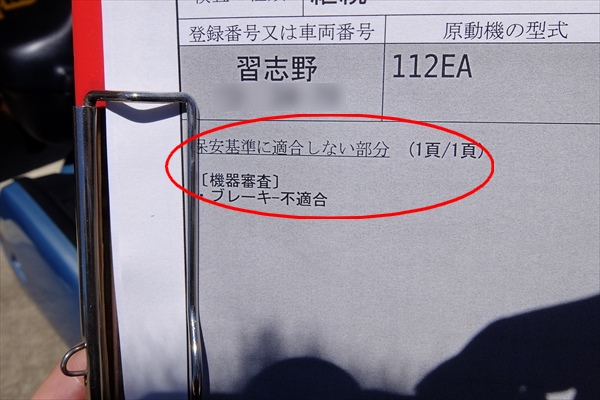 継続
登録番号又は車両番号
原動機の型式
習志野
112EA
保安基準に適合しない部分 (1頁/1頁)
〔機器審査〕
・ブレーキ−不適合